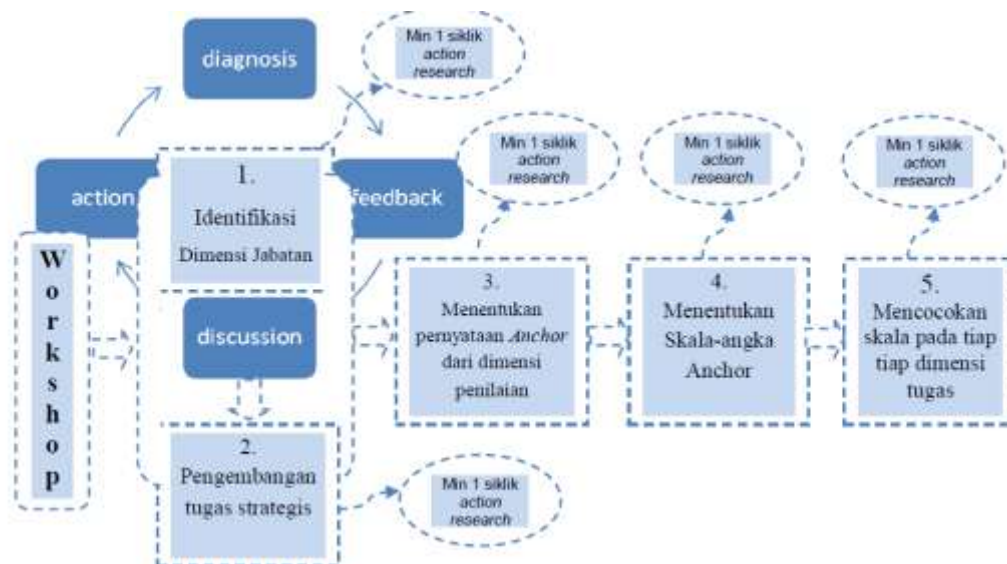 diagnosis
Min 1 siklik
action
research
action
feedback
1.
Identifikasi
Dimensi Jabatan
Min 1 siklik
action
research
Min 1 siklik
action
research
Min 1 siklik
action
research
Workshop
discussion
3.
Menentukan
pernyataan Anchor
dari dimensi
penilaian
4.
Menentukan
Skala-angka
Anchor
5.
Mencocokan
skala pada tiap
tiap dimensi
tugas
2.
Pengembangan
tugas strategis
Min 1 siklik
action
research